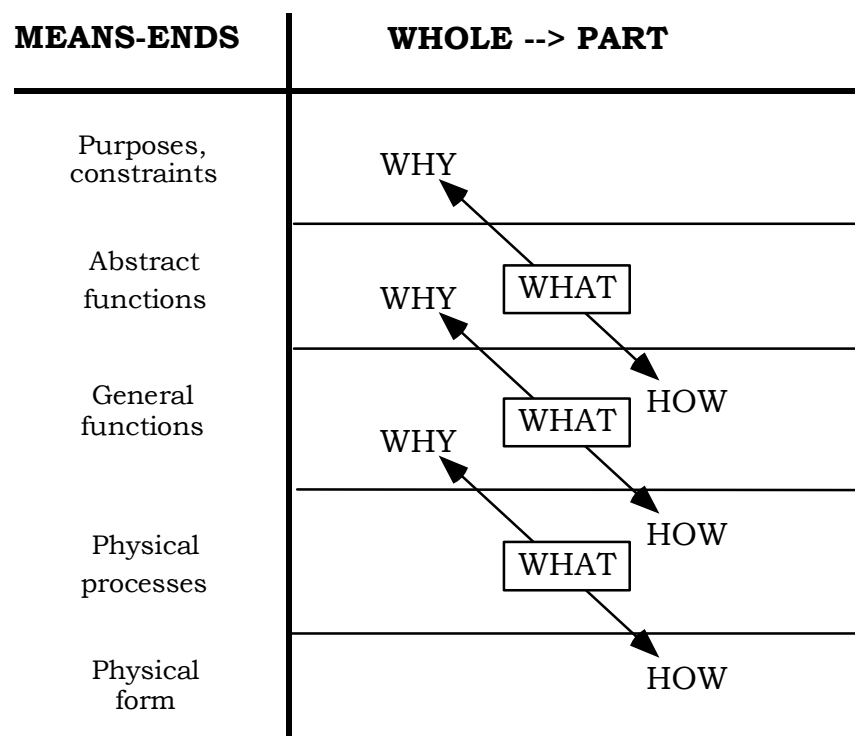 MEANS-ENDS WHOLE --> PART
Purposes,
constraints
WHY
Abstract
functions
WHY
WHAT
General
functions
WHY
WHAT
HOW
Physical
processes
WHAT
HOW
Physical
form
HOW